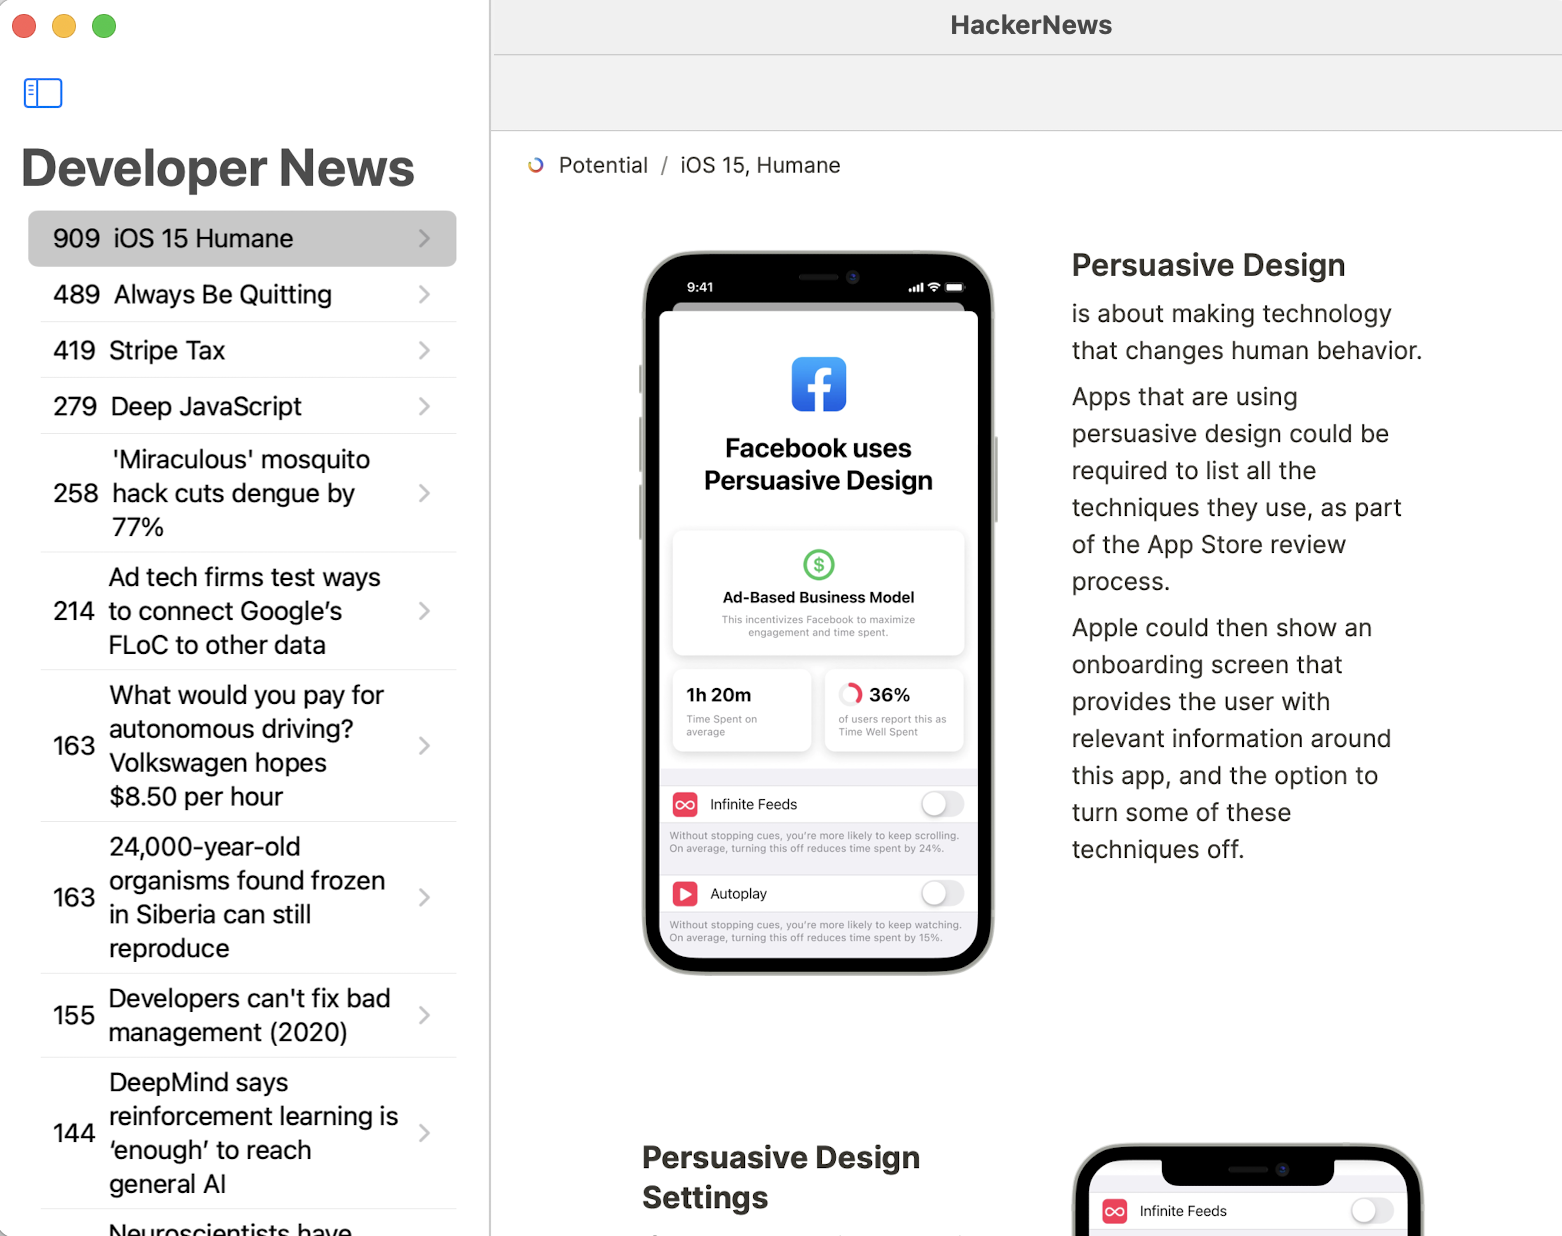 HackerNews
Developer News
909 iOS 15 Humane
489 Always Be Quitting
419 Stripe Tax
279 Deep JavaScript
'Miraculous' mosquito
258 hack cuts dengue by
77%
Ad tech firms test ways
214 to connect Google’s
FLoC to other data
What would you pay for
autonomous driving?
163
Volkswagen hopes
$8.50 per hour
24,000-year-old
organisms found frozen
163
in Siberia can still
reproduce
Developers can't fix bad
155
management (2020)
DeepMind says
reinforcement learning is
144
‘enough’ to reach
general AI
Neuroscientists have
Potential / iOS 15, Humane
9:41
Facebook uses
Persuasive Design
$
Ad-Based Business Model
This incentivizes Facebook to maximize
engagement and time spent.
1h 20m
Time Spent on
average
36%
of users report this as
Time Well Spent
Infinite Feeds
Without stopping cues, you’re more likely to keep scrolling.
On average, turning this off reduces time spent by 24%.
Autoplay
Without stopping cues, you’re more likely to keep watching.
On average, turning this off reduces time spent by 15%.
Persuasive Design
is about making technology
that changes human behavior.
Apps that are using
persuasive design could be
required to list all the
techniques they use, as part
of the App Store review
process.
Apple could then show an
onboarding screen that
provides the user with
relevant information around
this app, and the option to
turn some of these
techniques off.
Persuasive Design
Settings
Infinite Feeds